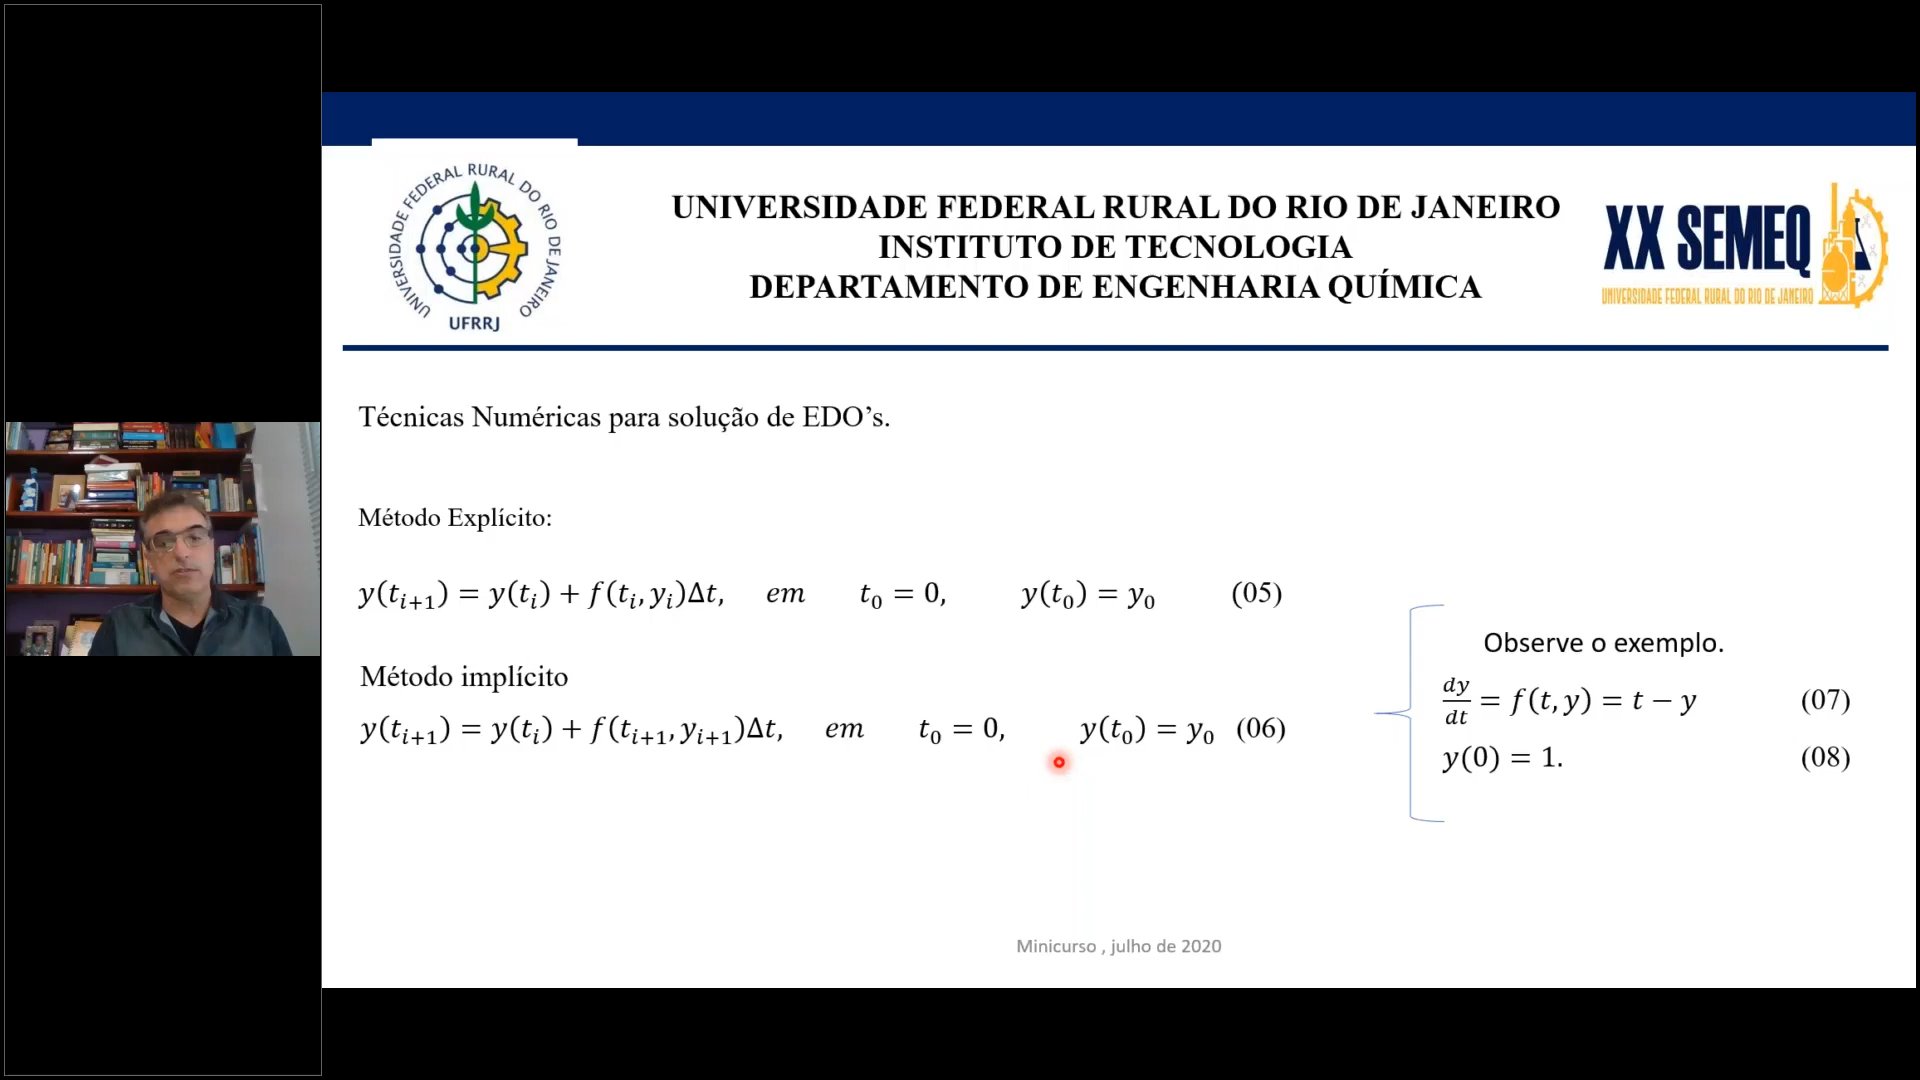 UNIVERSIDADE FEDERAL RURAL DO RIO DE JANEIRO
UFRRJ
UNIVERSIDADE FEDERAL RURAL DO RIO DE JANEIRO
INSTITUTO DE TECNOLOGIA
DEPARTAMENTO DE ENGENHARIA QUÍMICA
XX SEMEQ
UNIVERSIDADE FEDERAL RURAL DO RIO DE JANEIRO
Técnicas Numéricas para solução de EDO’s.
Método Explícito:
y(t_{i+1}) = y(t_i) + f(t_i, y_i)Δt, em t_0 = 0, y(t_0) = y_0 (05)
Método implícito
y(t_{i+1}) = y(t_i) + f(t_{i+1}, y_{i+1})Δt, em t_0 = 0, y(t_0) = y_0 (06)
Observe o exemplo.
dy/dt = f(t, y) = t − y (07)
y(0) = 1. (08)
Minicurso , julho de 2020